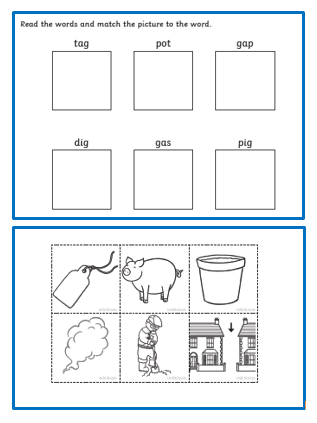 Read the words and match the picture to the word.
tag pot gap
dig gas pig